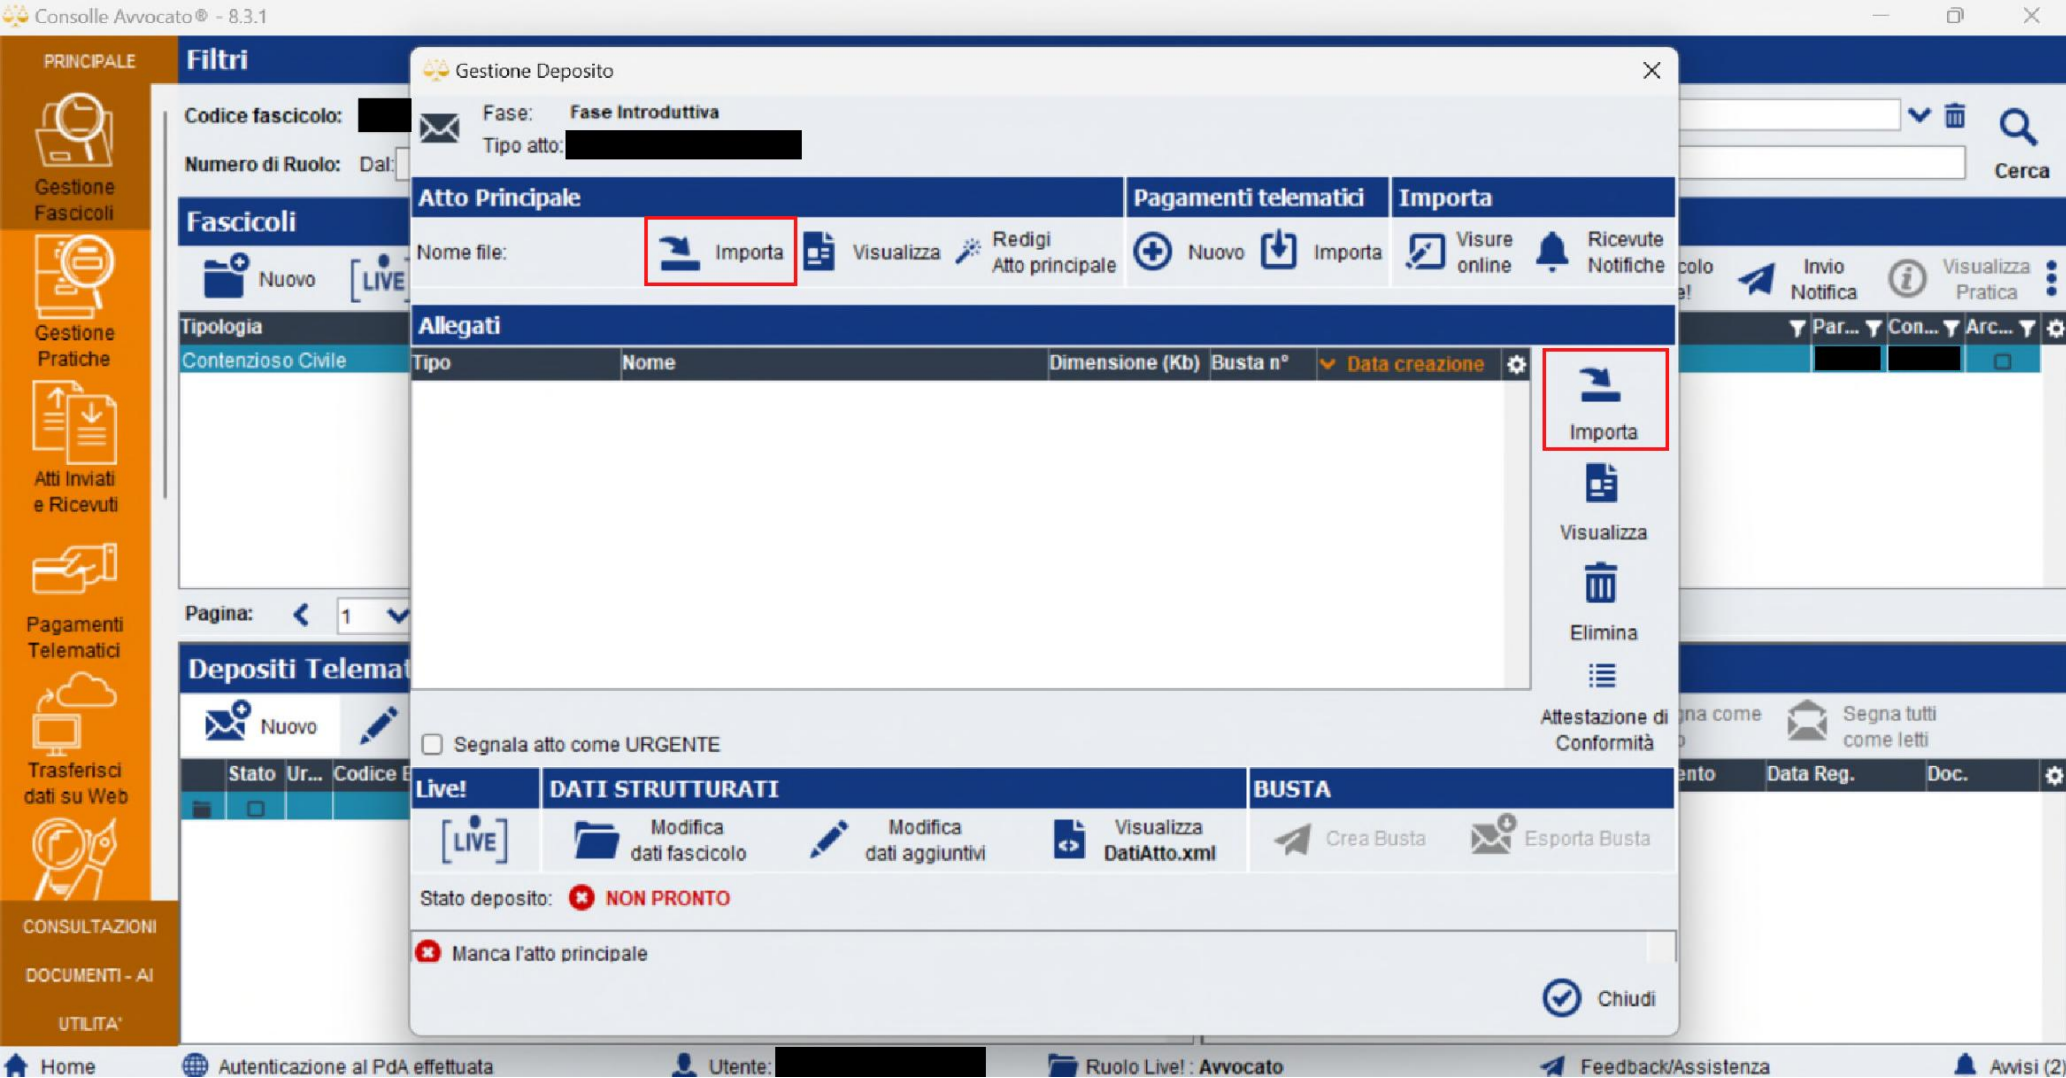 Consolle Avvocato® - 8.3.1
PRINCIPALE
Gestione
Fascicoli
Gestione
Pratiche
Atti Inviati
e Ricevuti
Pagamenti
Telematici
Trasferisci
dati su Web
CONSULTAZIONI
DOCUMENTI - AI
UTILITA'
Filtri
Codice fascicolo:
Numero di Ruolo: Dal:
Cerca
Fascicoli
Nuovo
LIVE
Invio
Notifica
Visualizza
Pratica
Tipologia
Par... Con... Arc...
Contenzioso Civile
Pagina: 1
Depositi Telemat
Nuovo
Segna tutti
come letti
Stato Ur... Codice
Data Reg. Doc.
Gestione Deposito
Fase: Fase Introduttiva
Tipo atto:
Atto Principale
Nome file:
Importa
Visualizza
Redigi
Atto principale
Pagamenti telematici
Nuovo
Importa
Importa
Visure
online
Ricevute
Notifiche
Allegati
Tipo Nome Dimensione (Kb) Busta n° Data creazione
Importa
Visualizza
Elimina
Attestazione di
Conformità
Segnala atto come URGENTE
Live!
LIVE
DATI STRUTTURATI
Modifica
dati fascicolo
Modifica
dati aggiuntivi
Visualizza
DatiAtto.xml
BUSTA
Crea Busta
Esporta Busta
Stato deposito: NON PRONTO
Manca l'atto principale
Chiudi
Home
Autenticazione al PdA effettuata
Utente:
Ruolo Live! : Avvocato
Feedback/Assistenza
Avvisi (2)